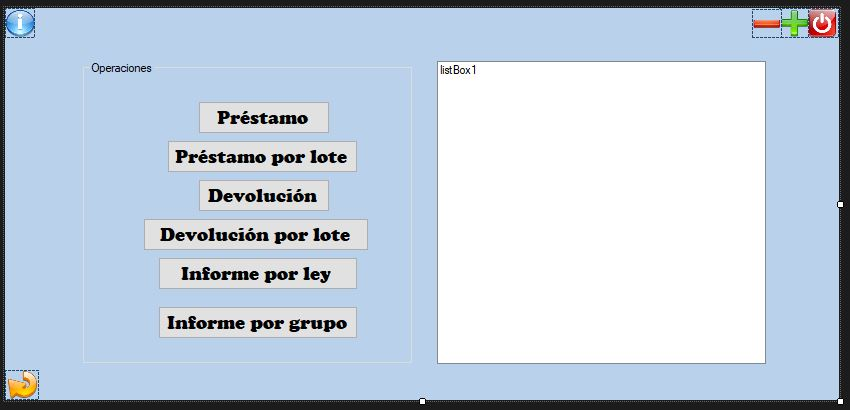 Operaciones
listBox1
Préstamo
Préstamo por lote
Devolución
Devolución por lote
Informe por ley
Informe por grupo